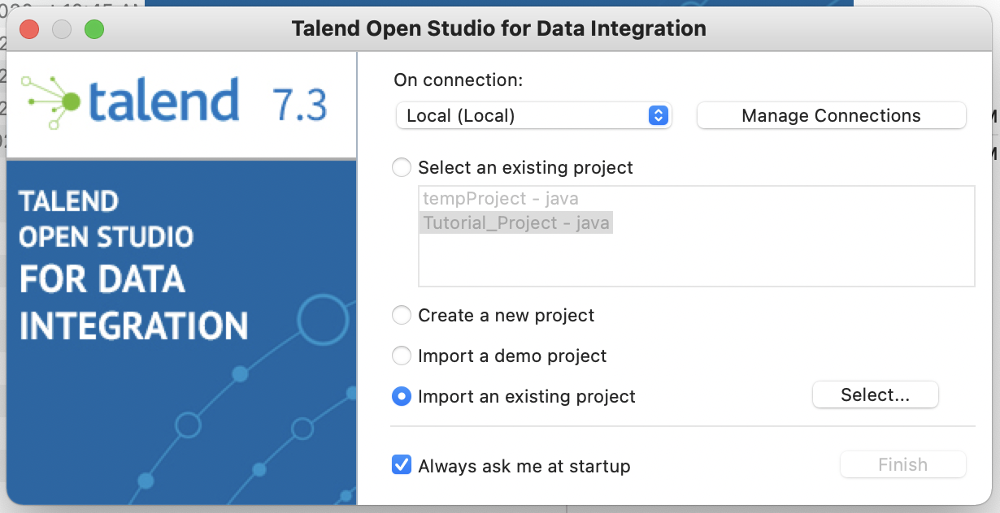 Talend Open Studio for Data Integration
talend 7.3
TALEND
OPEN STUDIO
FOR DATA
INTEGRATION
On connection:
Local (Local)
Manage Connections
Select an existing project
tempProject - java
Tutorial_Project - java
Create a new project
Import a demo project
Import an existing project
Select...
Always ask me at startup
Finish